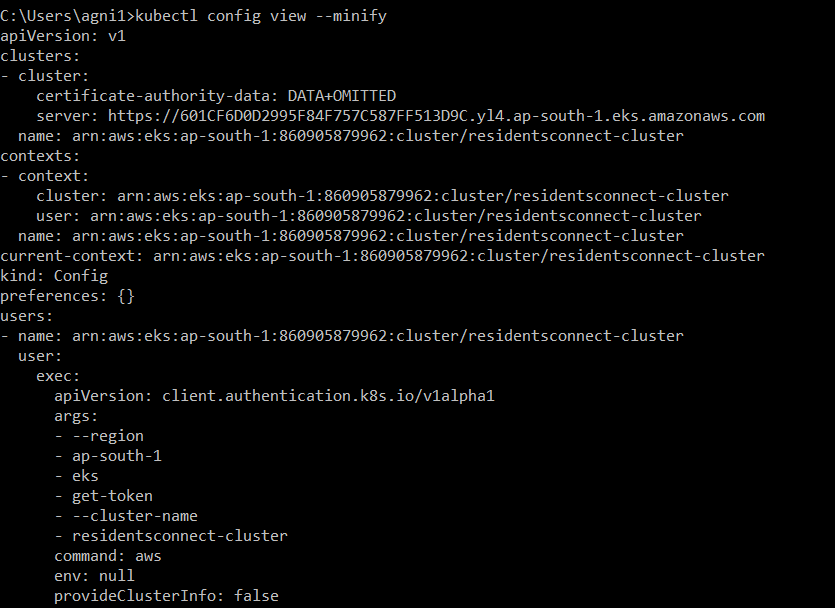 C:\Users\agni1>kubectl config view --minify
apiVersion: v1
clusters:
- cluster:
    certificate-authority-data: DATA+OMITTED
    server: https://601CF6D0D2995F84F757C587FF513D9C.yl4.ap-south-1.eks.amazonaws.com
  name: arn:aws:eks:ap-south-1:860905879962:cluster/residentsconnect-cluster
contexts:
- context:
    cluster: arn:aws:eks:ap-south-1:860905879962:cluster/residentsconnect-cluster
    user: arn:aws:eks:ap-south-1:860905879962:cluster/residentsconnect-cluster
  name: arn:aws:eks:ap-south-1:860905879962:cluster/residentsconnect-cluster
current-context: arn:aws:eks:ap-south-1:860905879962:cluster/residentsconnect-cluster
kind: Config
preferences: {}
users:
- name: arn:aws:eks:ap-south-1:860905879962:cluster/residentsconnect-cluster
  user:
    exec:
      apiVersion: client.authentication.k8s.io/v1alpha1
      args:
      - --region
      - ap-south-1
      - eks
      - get-token
      - --cluster-name
      - residentsconnect-cluster
      command: aws
      env: null
      provideClusterInfo: false